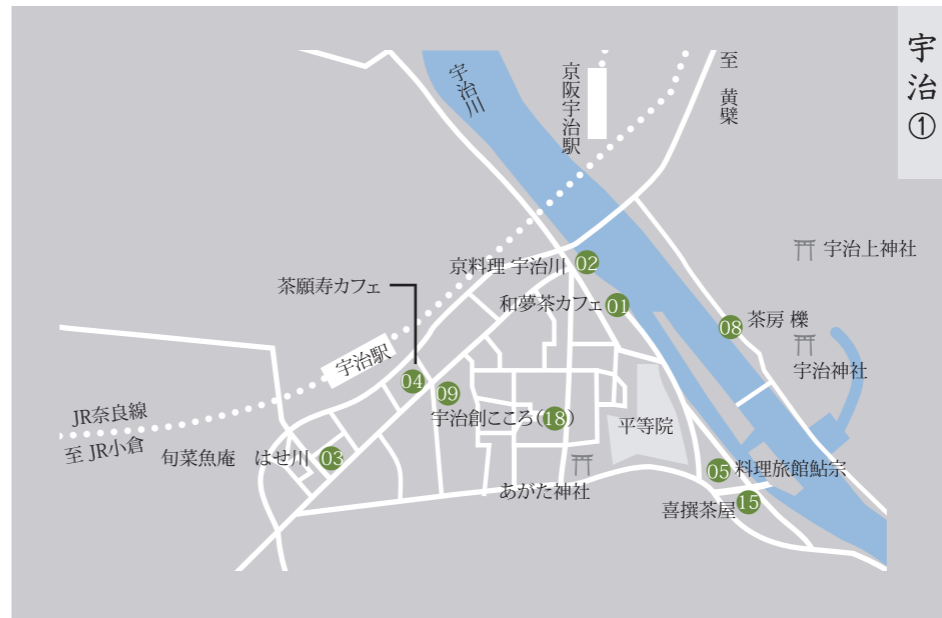 宇治①
至 黄檗
京阪宇治駅
宇治川
宇治上神社
京料理 宇治川 02
茶願寿カフェ
和夢茶カフェ 01
08 茶房 櫟
宇治神社
宇治駅
04
09
宇治創こころ(18)
JR奈良線
至 JR小倉
旬菜魚庵 はせ川 03
平等院
あがた神社
05 料理旅館鮎宗
喜撰茶屋 15